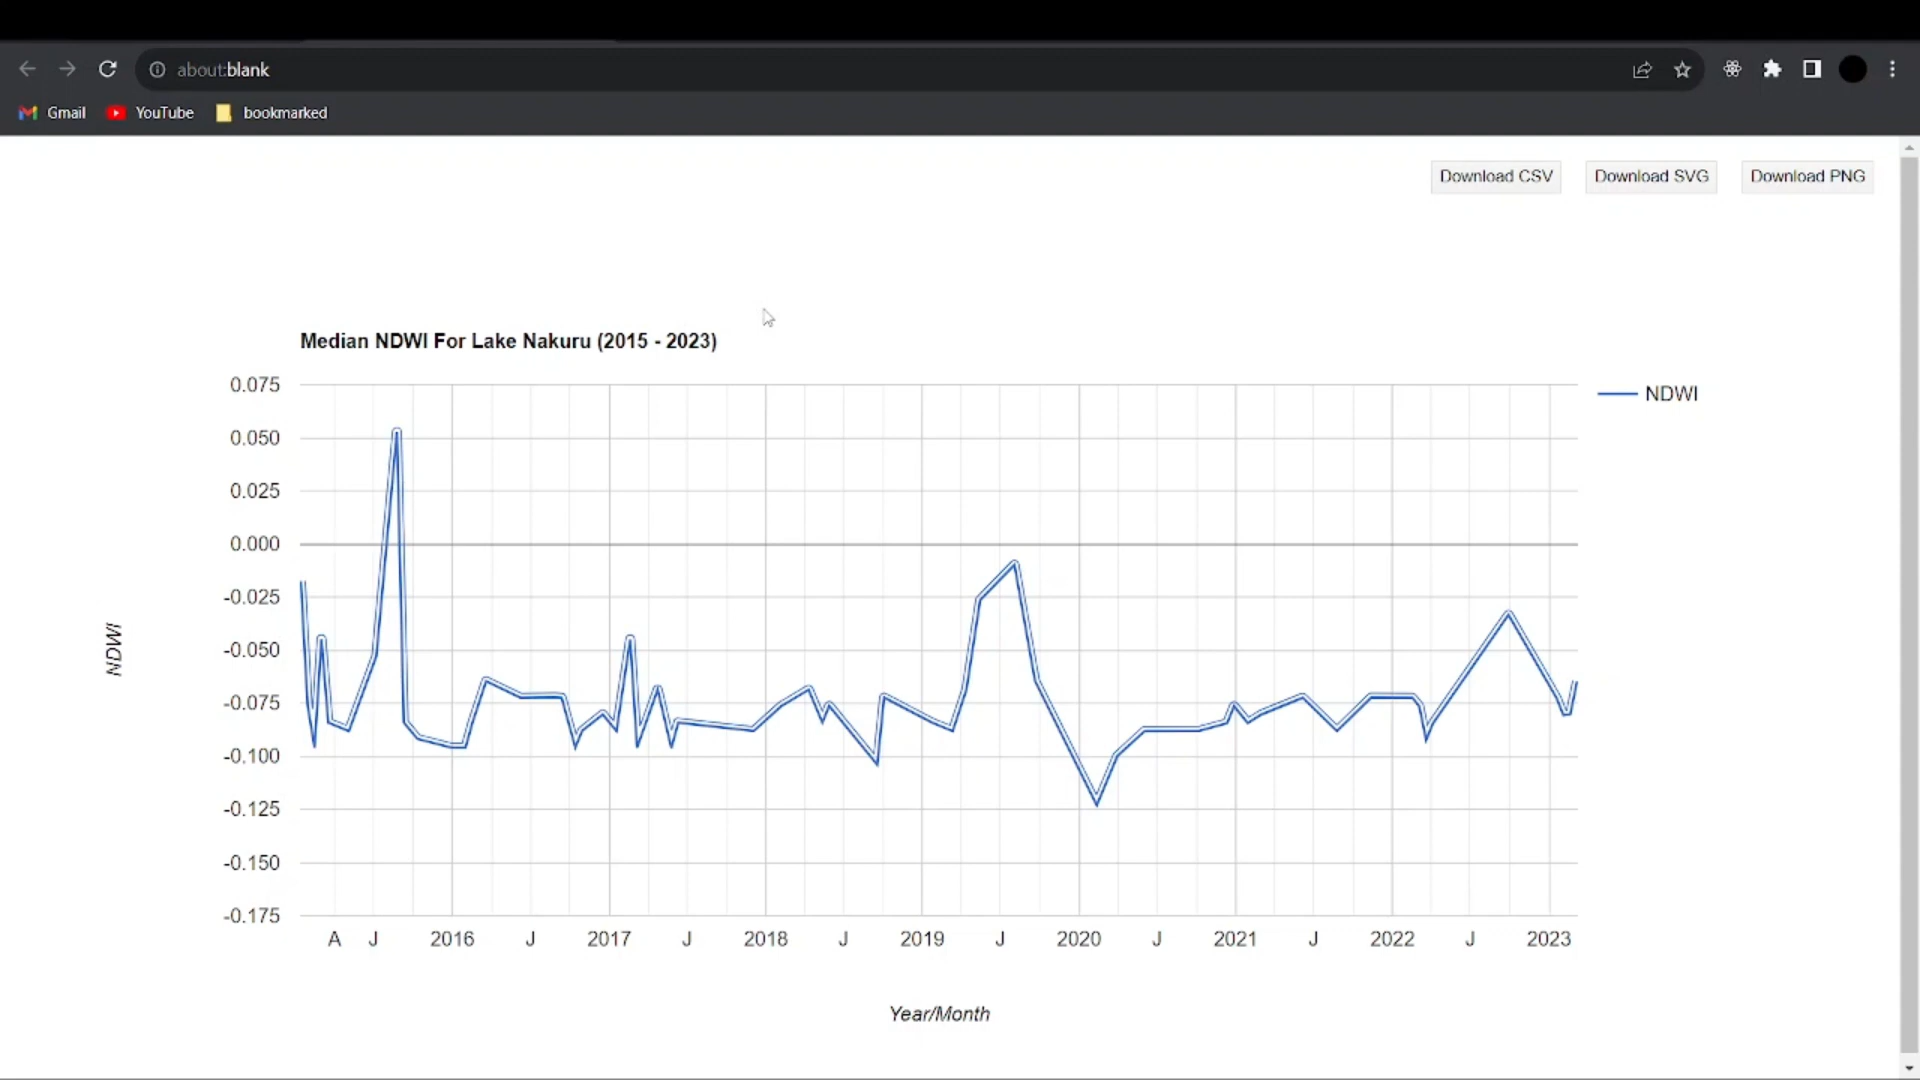 about:blank
Gmail YouTube bookmarked
Download CSV Download SVG Download PNG
Median NDWI For Lake Nakuru (2015 - 2023)
0.075
0.050
0.025
0.000
-0.025
-0.050
-0.075
-0.100
-0.125
-0.150
-0.175
NDWI
NDWI
A J 2016 J 2017 J 2018 J 2019 J 2020 J 2021 J 2022 J 2023
Year/Month